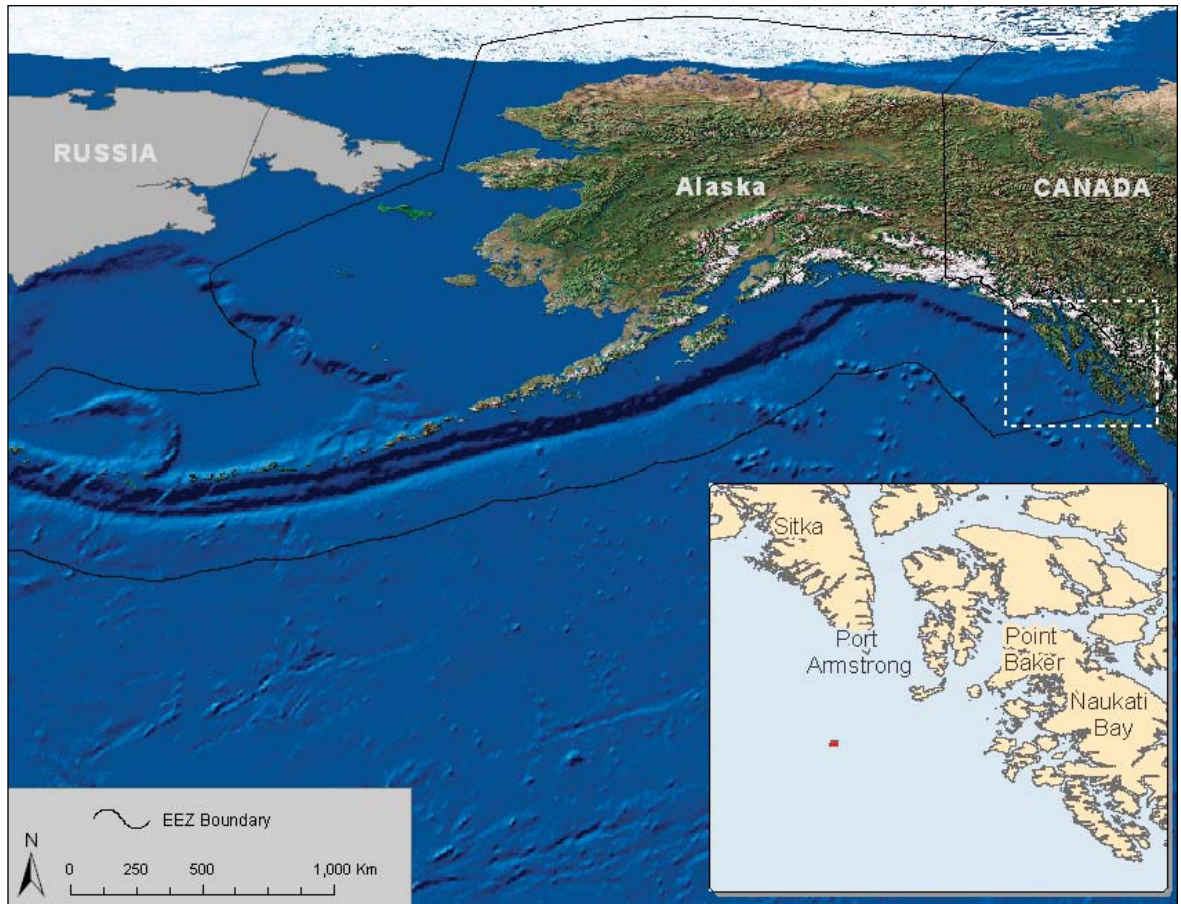 RUSSIA
Alaska
CANADA
Sitka
Port
Armstrong
Point
Baker
Naukati
Bay
EEZ Boundary
N
0 250 500 1,000 Km